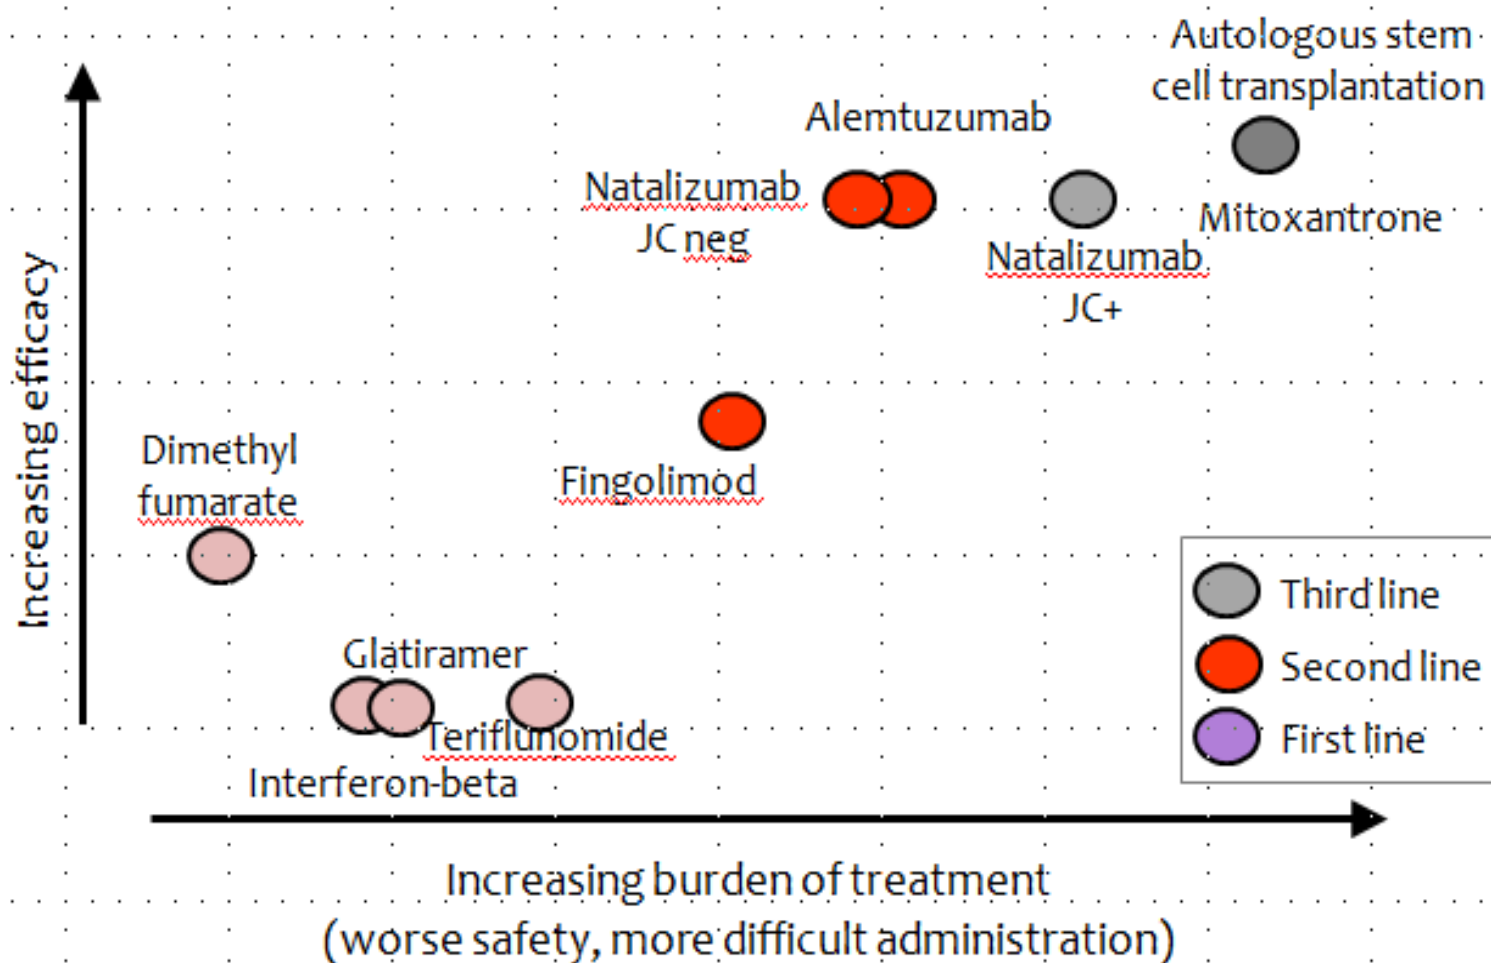 Autologous stem
cell transplantation
Alemtuzumab
Natalizumab
JC neg
Mitoxantrone
Natalizumab
JC+
Increasing efficacy
Dimethyl
fumarate
Fingolimod
Third line
Second line
First line
Glatiramer
Teriflunomide
Interferon-beta
Increasing burden of treatment
(worse safety, more difficult administration)